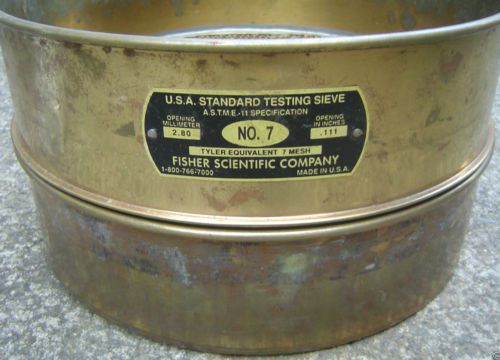 U.S.A. STANDARD TESTING SIEVE
A.S.T.M.E.-11 SPECIFICATION
OPENING MILLIMETER
2.80
NO. 7
OPENING IN INCHES
.111
TYLER EQUIVALENT 7 MESH
FISHER SCIENTIFIC COMPANY
1-800-766-7000
MADE IN U.S.A.